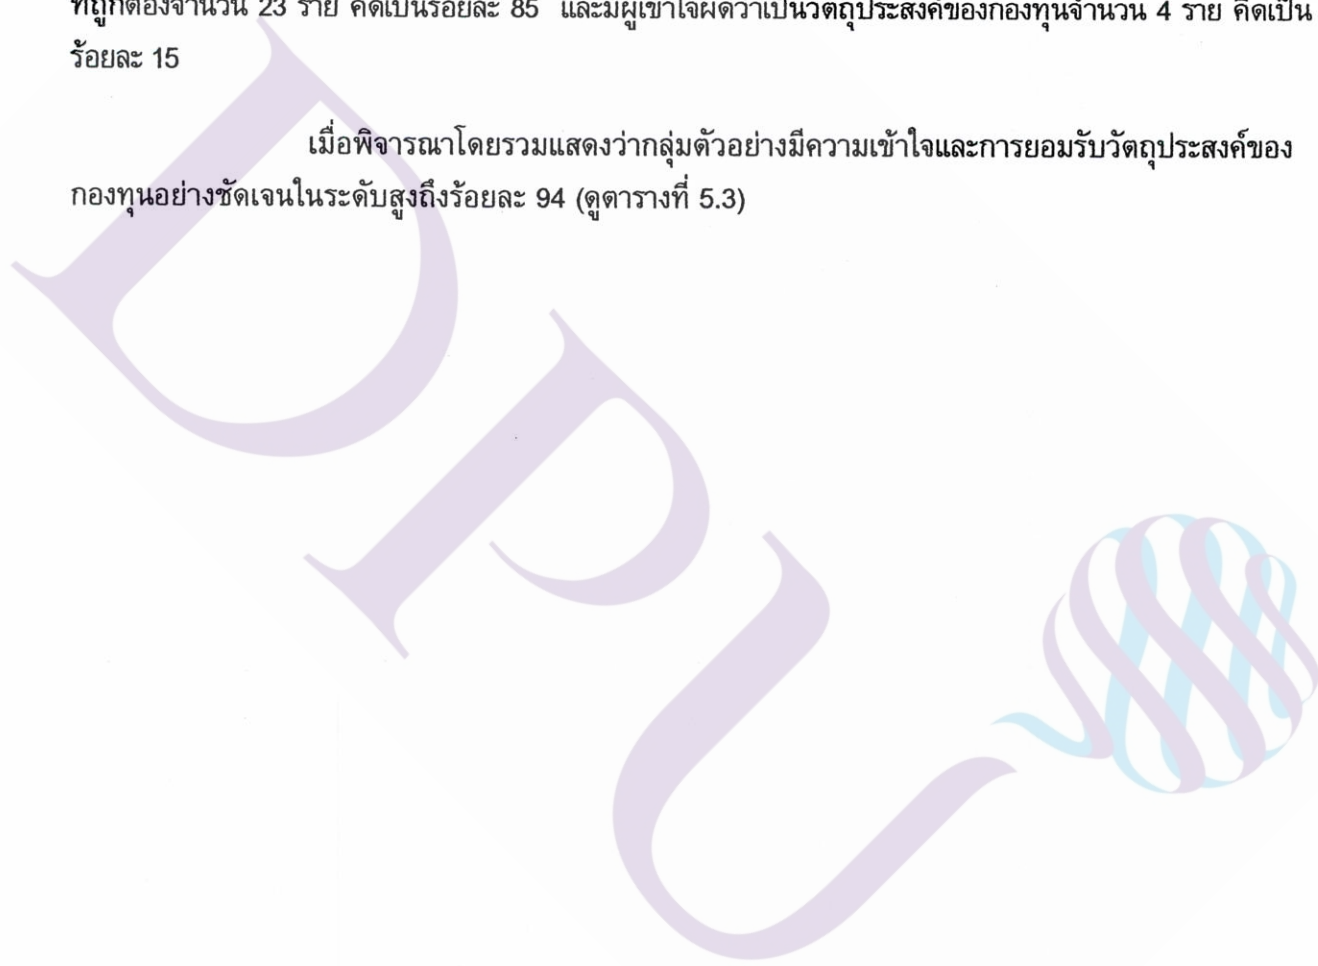 ที่ถูกต้องจำนวน 23 ราย คิดเป็นร้อยละ 85 และมีผู้เข้าใจผิดว่าเป็นวัตถุประสงค์ของกองทุนจำนวน 4 ราย คิดเป็น
ร้อยละ 15
เมื่อพิจารณาโดยรวมแสดงว่ากลุ่มตัวอย่างมีความเข้าใจและการยอมรับวัตถุประสงค์ของ
กองทุนอย่างชัดเจนในระดับสูงถึงร้อยละ 94 (ดูตารางที่ 5.3)
DPU